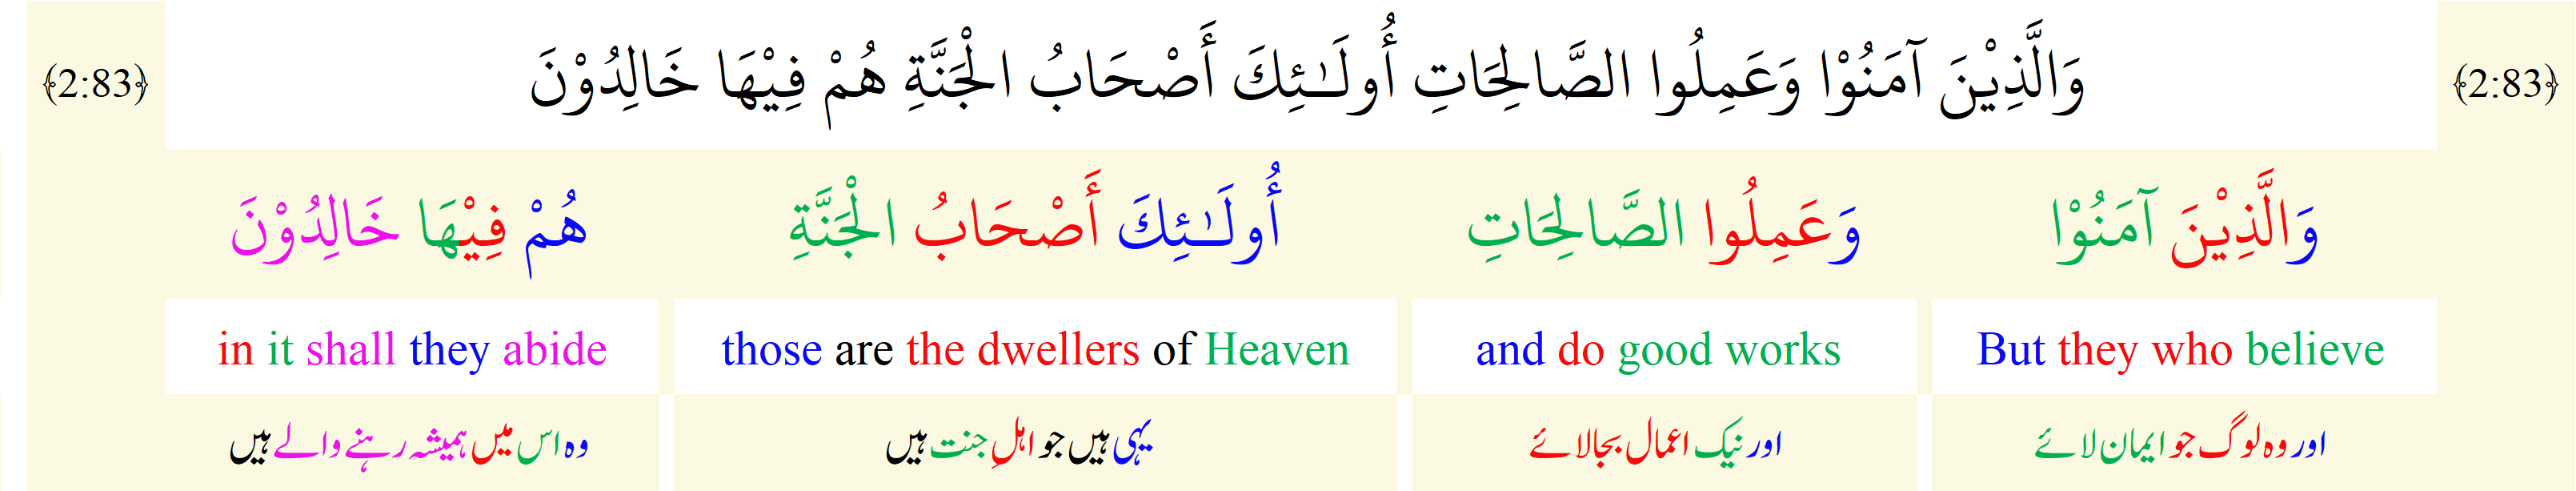 ﴿2:83﴾ وَالَّذِيْنَ آمَنُوْا وَعَمِلُوا الصَّالِحَاتِ أُولَـٰئِكَ أَصْحَابُ الْجَنَّةِ هُمْ فِيْهَا خَالِدُوْنَ ﴿2:83﴾
وَالَّذِيْنَ آمَنُوْا وَعَمِلُوا الصَّالِحَاتِ أُولَـٰئِكَ أَصْحَابُ الْجَنَّةِ هُمْ فِيْهَا خَالِدُوْنَ
But they who believe
and do good works
those are the dwellers of Heaven
in it shall they abide
اور وہ لوگ جو ایمان لائے
اور نیک اعمال بجا لائے
یہی ہیں جو اہلِ جنت ہیں
وہ اس میں ہمیشہ رہنے والے ہیں